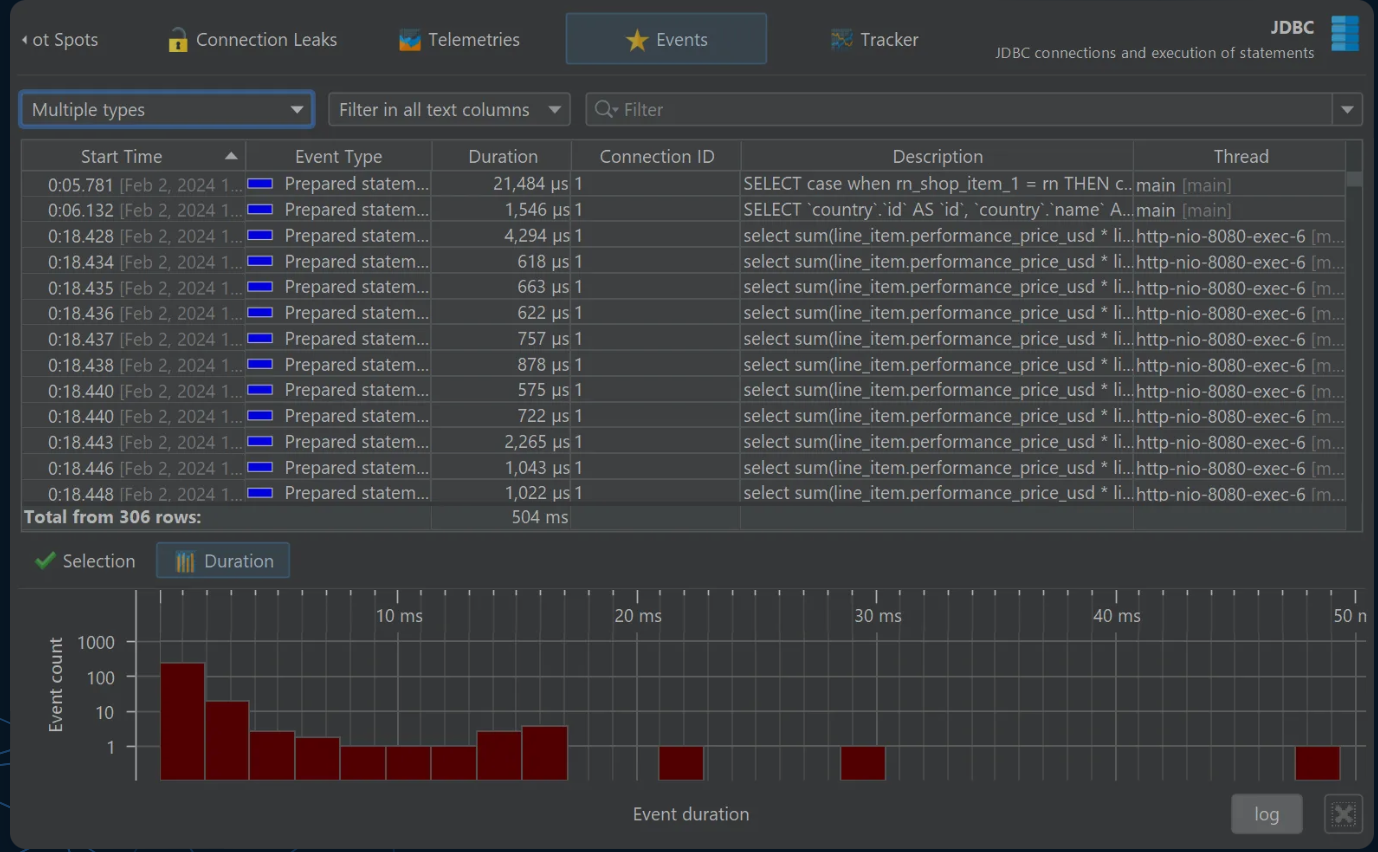 ot Spots Connection Leaks Telemetries Events Tracker JDBC
JDBC connections and execution of statements
Multiple types Filter in all text columns Filter
Start Time Event Type Duration Connection ID Description Thread
0:05.781 [Feb 2, 2024 1... Prepared statem... 21,484 µs 1 SELECT case when rn_shop_item_1 = rn THEN c... main [main]
0:06.132 [Feb 2, 2024 1... Prepared statem... 1,546 µs 1 SELECT `country`.`id` AS `id`, `country`.`name` A... main [main]
0:18.428 [Feb 2, 2024 1... Prepared statem... 4,294 µs 1 select sum(line_item.performance_price_usd * li... http-nio-8080-exec-6 [m...
0:18.434 [Feb 2, 2024 1... Prepared statem... 618 µs 1 select sum(line_item.performance_price_usd * li... http-nio-8080-exec-6 [m...
0:18.435 [Feb 2, 2024 1... Prepared statem... 663 µs 1 select sum(line_item.performance_price_usd * li... http-nio-8080-exec-6 [m...
0:18.436 [Feb 2, 2024 1... Prepared statem... 622 µs 1 select sum(line_item.performance_price_usd * li... http-nio-8080-exec-6 [m...
0:18.437 [Feb 2, 2024 1... Prepared statem... 757 µs 1 select sum(line_item.performance_price_usd * li... http-nio-8080-exec-6 [m...
0:18.438 [Feb 2, 2024 1... Prepared statem... 878 µs 1 select sum(line_item.performance_price_usd * li... http-nio-8080-exec-6 [m...
0:18.440 [Feb 2, 2024 1... Prepared statem... 575 µs 1 select sum(line_item.performance_price_usd * li... http-nio-8080-exec-6 [m...
0:18.440 [Feb 2, 2024 1... Prepared statem... 722 µs 1 select sum(line_item.performance_price_usd * li... http-nio-8080-exec-6 [m...
0:18.443 [Feb 2, 2024 1... Prepared statem... 2,265 µs 1 select sum(line_item.performance_price_usd * li... http-nio-8080-exec-6 [m...
0:18.446 [Feb 2, 2024 1... Prepared statem... 1,043 µs 1 select sum(line_item.performance_price_usd * li... http-nio-8080-exec-6 [m...
0:18.448 [Feb 2, 2024 1... Prepared statem... 1,022 µs 1 select sum(line_item.performance_price_usd * li... http-nio-8080-exec-6 [m...
Total from 306 rows: 504 ms
Selection Duration
10 ms 20 ms 30 ms 40 ms 50 m
Event count
1000
100
10
1
Event duration
log